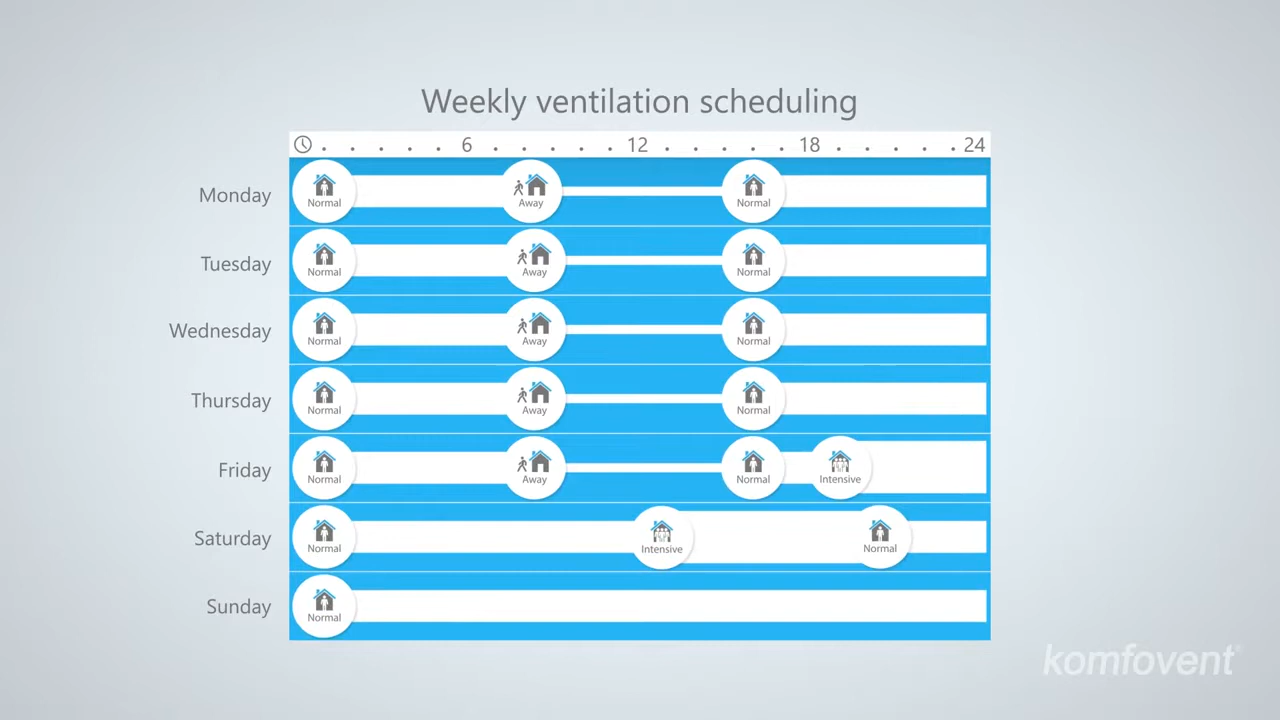 Weekly ventilation scheduling
6 12 18 24
Monday Normal Away Normal
Tuesday Normal Away Normal
Wednesday Normal Away Normal
Thursday Normal Away Normal
Friday Normal Away Normal Intensive
Saturday Normal Intensive Normal
Sunday Normal
komfovent